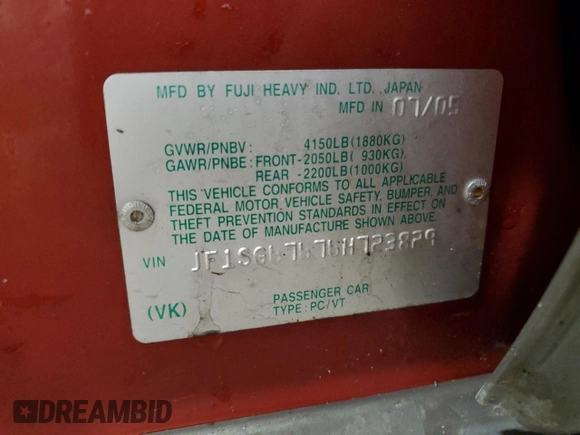 MFD BY FUJI HEAVY IND. LTD. JAPAN
MFD IN 07/05
GVWR/PNBV: 4150LB(1880KG)
GAWR/PNBE: FRONT-2050LB( 930KG)
REAR -2200LB(1000KG)
THIS VEHICLE CONFORMS TO ALL APPLICABLE
FEDERAL MOTOR VEHICLE SAFETY, BUMPER, AND
THEFT PREVENTION STANDARDS IN EFFECT ON
THE DATE OF MANUFACTURE SHOWN ABOVE.
VIN
PASSENGER CAR
(VK) TYPE: PC/VT
DREAMBID